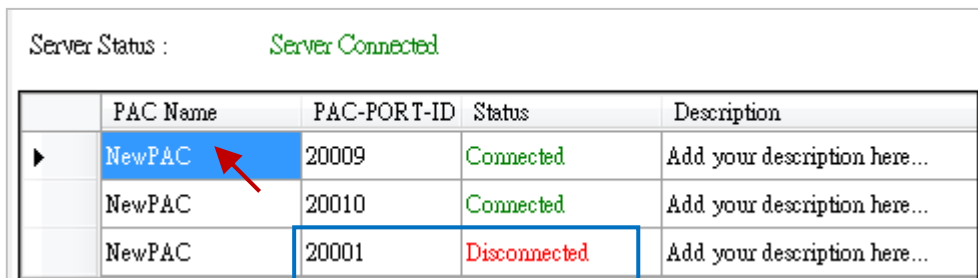 Server Status : Server Connected
PAC Name PAC-PORT-ID Status Description
NewPAC 20009 Connected Add your description here...
NewPAC 20010 Connected Add your description here...
NewPAC 20001 Disconnected Add your description here...